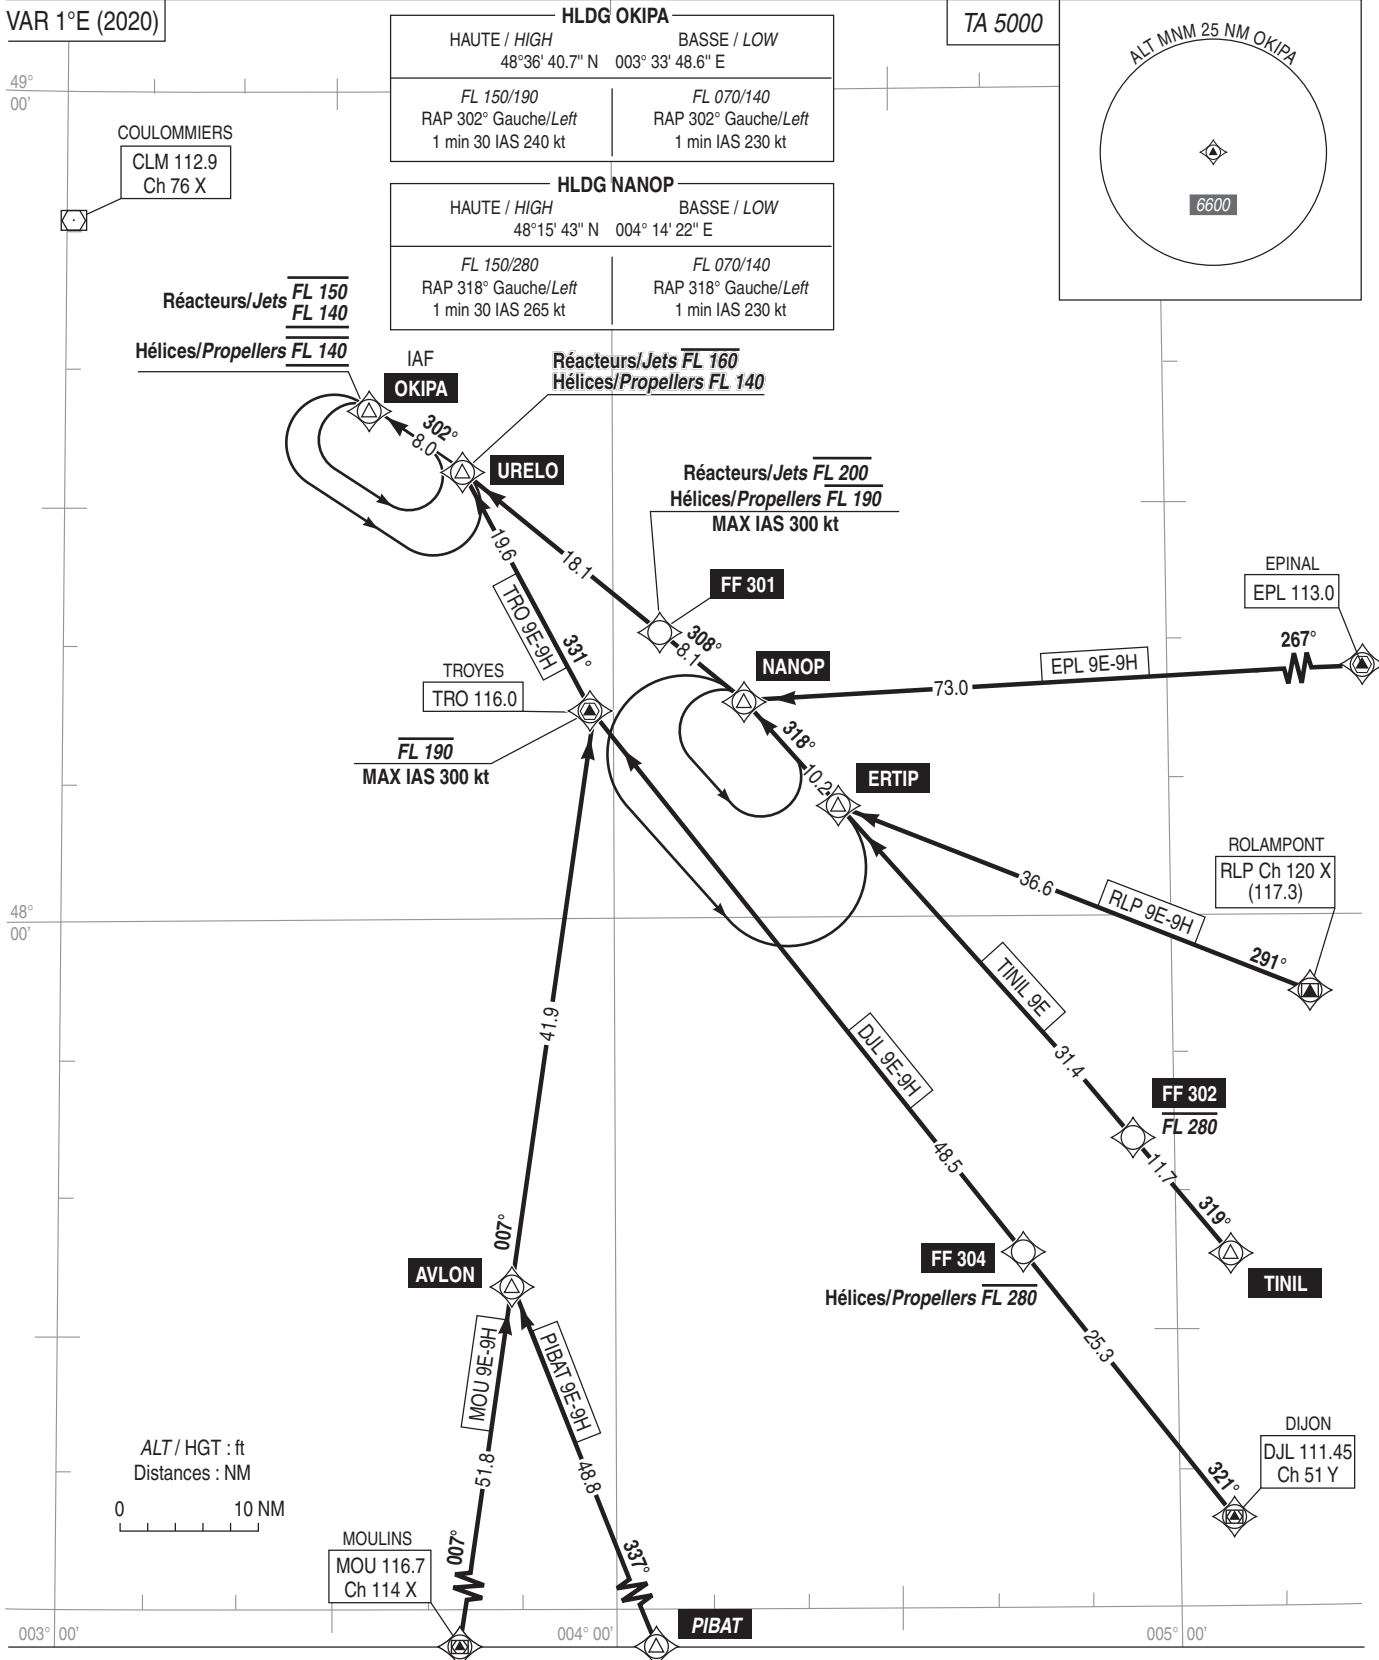 VAR 1°E (2020)
HLDG OKIPA
HAUTE / HIGH BASSE / LOW
48°36' 40.7" N 003° 33' 48.6" E
FL 150/190 FL 070/140
RAP 302° Gauche/Left RAP 302° Gauche/Left
1 min 30 IAS 240 kt 1 min IAS 230 kt
TA 5000
ALT MNM 25 NM OKIPA
6600
49°
00'
COULOMMIERS
CLM 112.9
Ch 76 X
HLDG NANOP
HAUTE / HIGH BASSE / LOW
48°15' 43" N 004° 14' 22" E
FL 150/280 FL 070/140
RAP 318° Gauche/Left RAP 318° Gauche/Left
1 min 30 IAS 265 kt 1 min IAS 230 kt
Réacteurs/Jets FL 150
FL 140
Hélices/Propellers FL 140
IAF
OKIPA
Réacteurs/Jets FL 160
Hélices/Propellers FL 140
302°
8.0
URELO
Réacteurs/Jets FL 200
Hélices/Propellers FL 190
MAX IAS 300 kt
19.6
18.1
FF 301
EPINAL
EPL 113.0
TRO 9E-9H
331°
308°
8.1
267°
EPL 9E-9H
TROYES
TRO 116.0
NANOP
73.0
FL 190
MAX IAS 300 kt
318°
10.2
ERTIP
ROLAMPONT
RLP Ch 120 X
(117.3)
36.6
RLP 9E-9H
291°
48°
00'
TINIL 9E
41.9
DJL 9E-9H
31.4
FF 302
FL 280
48.5
11.7
319°
007°
AVLON
FF 304
TINIL
Hélices/Propellers FL 280
MOU 9E-9H
PIBAT 9E-9H
25.3
ALT / HGT : ft
Distances : NM
0 10 NM
51.8
48.8
321°
DIJON
DJL 111.45
Ch 51 Y
MOULINS
MOU 116.7
Ch 114 X
007°
337°
PIBAT
003° 00' 004° 00' 005° 00'